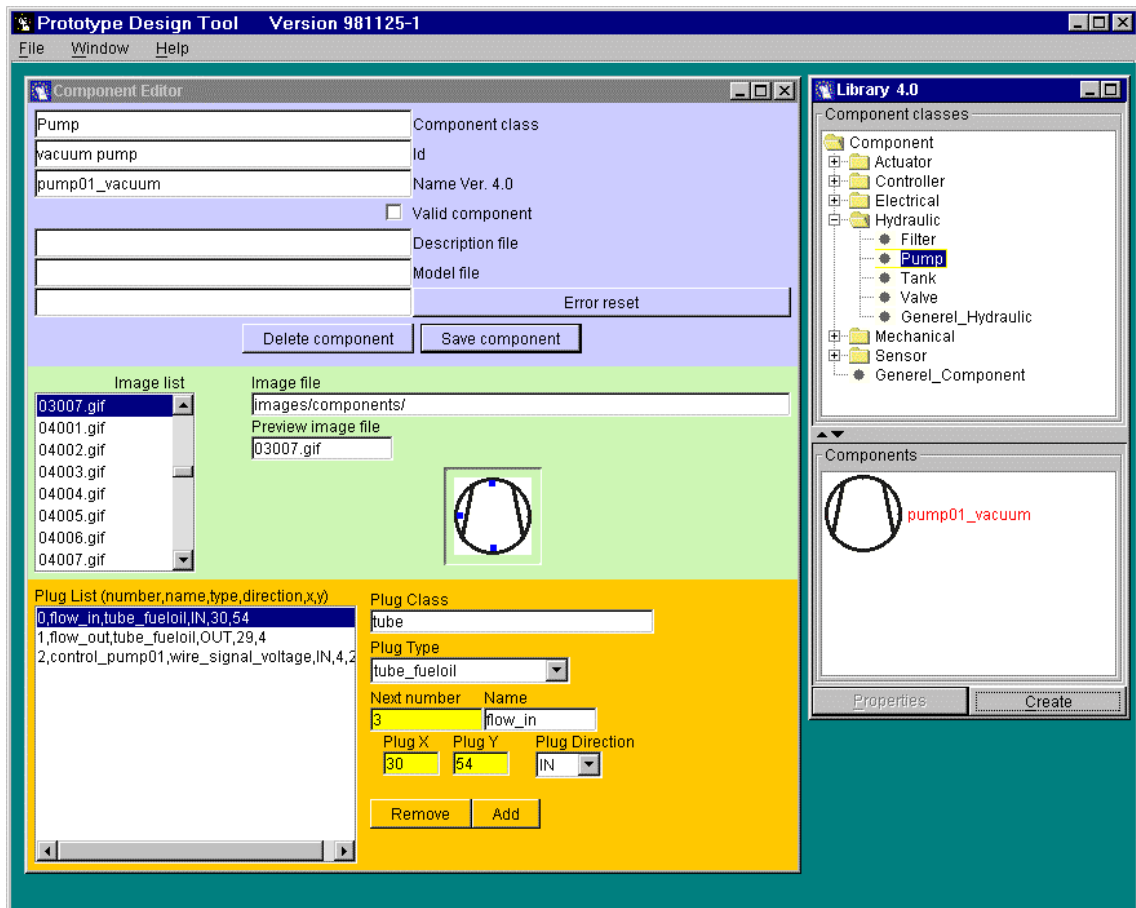 Prototype Design Tool Version 981125-1
File Window Help
Component Editor
Pump Component class
vacuum pump Id
pump01_vacuum Name Ver. 4.0
Valid component
Description file
Model file
Error reset
Delete component Save component
Image list
03007.gif
04001.gif
04002.gif
04003.gif
04004.gif
04005.gif
04006.gif
04007.gif
Image file
images/components/
Preview image file
03007.gif
Plug List (number,name,type,direction,x,y)
0,flow_in,tube_fueloil,IN,30,54
1,flow_out,tube_fueloil,OUT,29,4
2,control_pump01,wire_signal_voltage,IN,4,2
Plug Class
tube
Plug Type
tube_fueloil
Next number Name
3 flow_in
Plug X Plug Y Plug Direction
30 54 IN
Remove Add
Library 4.0
Component classes
Component
Actuator
Controller
Electrical
Hydraulic
Filter
Pump
Tank
Valve
Generel_Hydraulic
Mechanical
Sensor
Generel_Component
Components
pump01_vacuum
Properties Create